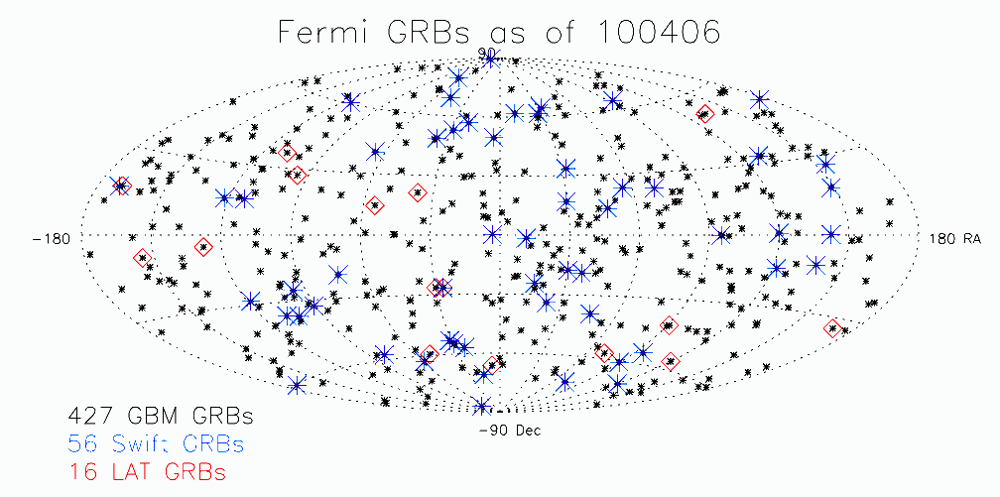 Fermi GRBs as of 100406
90
-180
180 RA
-90 Dec
427 GBM GRBs
56 Swift GRBs
16 LAT GRBs